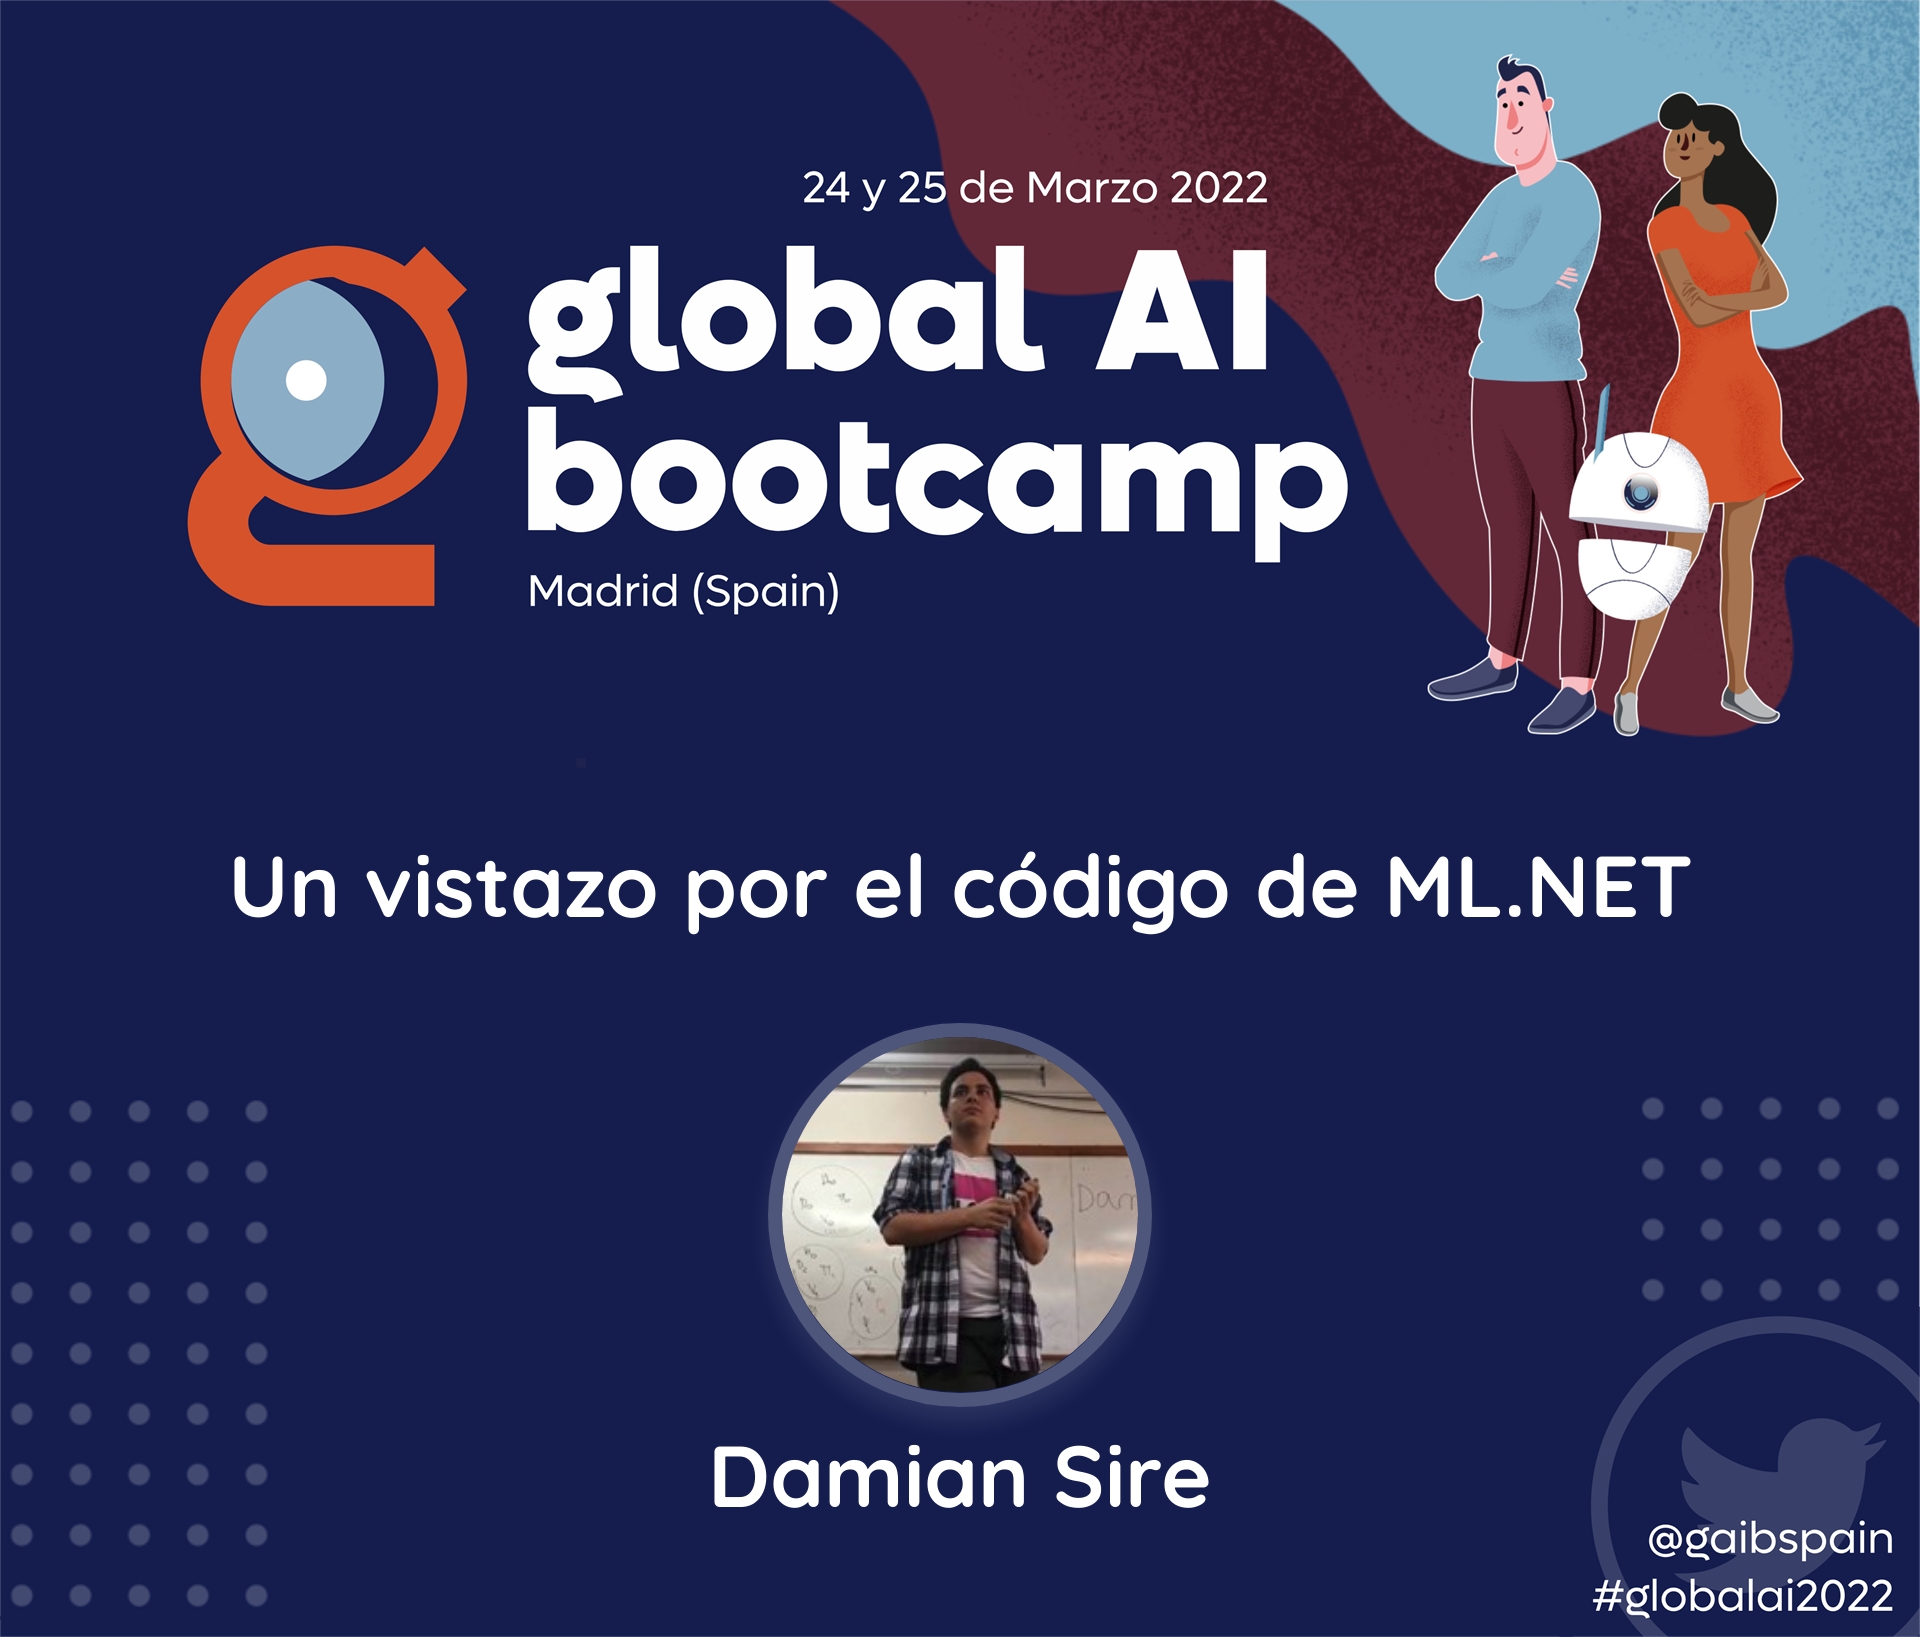 24 y 25 de Marzo 2022
global AI
bootcamp
Madrid (Spain)
Un vistazo por el código de ML.NET
Dam
Damian Sire
@gaibspain
#globalai2022